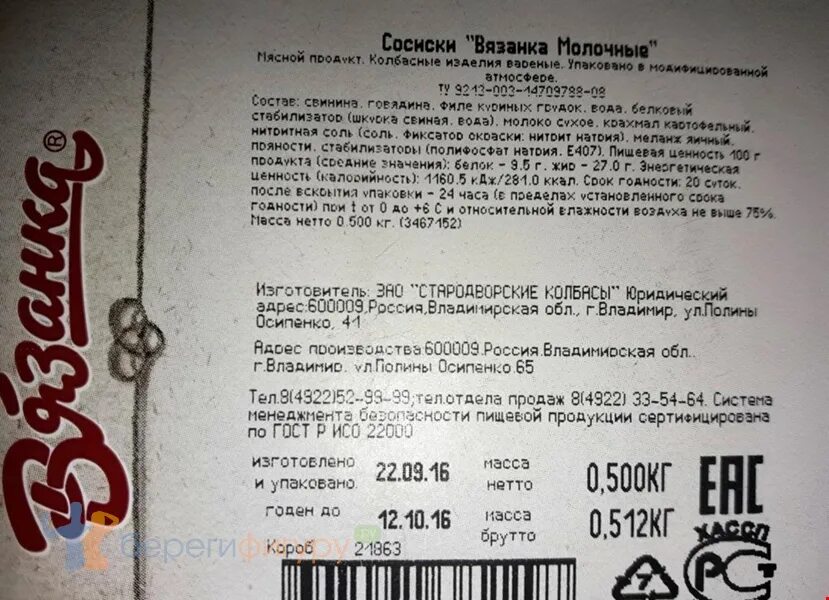 Сосиски "Вязанка Молочные"
Мясной продукт. Колбасные изделия вареные. Упаковано в модифицированной
атмосфере.
ТУ 9213-003-14709788-08
Состав: свинина, говядина, филе куриных грудок, вода, белковый
стабилизатор (шкурка свиная, вода), молоко сухое, крахмал картофельный,
нитритная соль (соль, фиксатор окраски: нитрит натрия), меланж яичный,
пряности, стабилизаторы (полифосфат натрия, Е407). Пищевая ценность 100 г
продукта (средние значения): белок - 9.5 г, жир - 27.0 г. Энергетическая
ценность (калорийность): 1160.5 кДж/281.0 ккал. Срок годности: 20 суток,
после вскрытия упаковки - 24 часа (в пределах установленного срока
годности) при t от 0 до +6 С и относительной влажности воздуха не выше 75%.
Масса нетто 0.500 кг. (3467152)
Вязанка®
Изготовитель: ЗАО "СТАРОДВОРСКИЕ КОЛБАСЫ" Юридический
адрес:600009,Россия,Владимирская обл., г.Владимир, ул.Полины
Осипенко, 41
Адрес производства:600009,Россия,Владимирская обл.,
г.Владимир, ул.Полины Осипенко,65
Тел.8(4922)52-99-99;тел.отдела продаж 8(4922) 33-54-64. Система
менеджмента безопасности пищевой продукции сертифицирована
по ГОСТ Р ИСО 22000
изготовлено
и упаковано 22.09.16 масса нетто 0,500КГ ЕАС
годен до 12.10.16 масса брутто 0,512КГ ХАССП
Короб 21863
берегифигуру.ру
7 РСТ